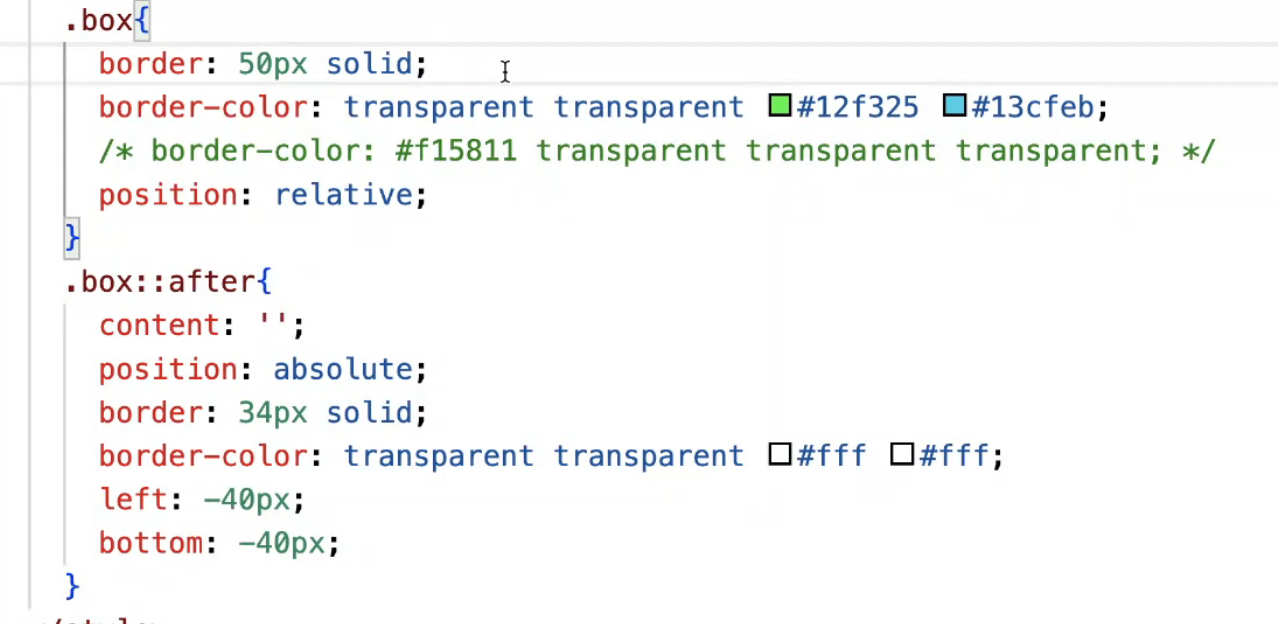 .box{
border: 50px solid;
border-color: transparent transparent #12f325 #13cfeb;
/* border-color: #f15811 transparent transparent transparent; */
position: relative;
}
.box::after{
content: '';
position: absolute;
border: 34px solid;
border-color: transparent transparent #fff #fff;
left: -40px;
bottom: -40px;
}